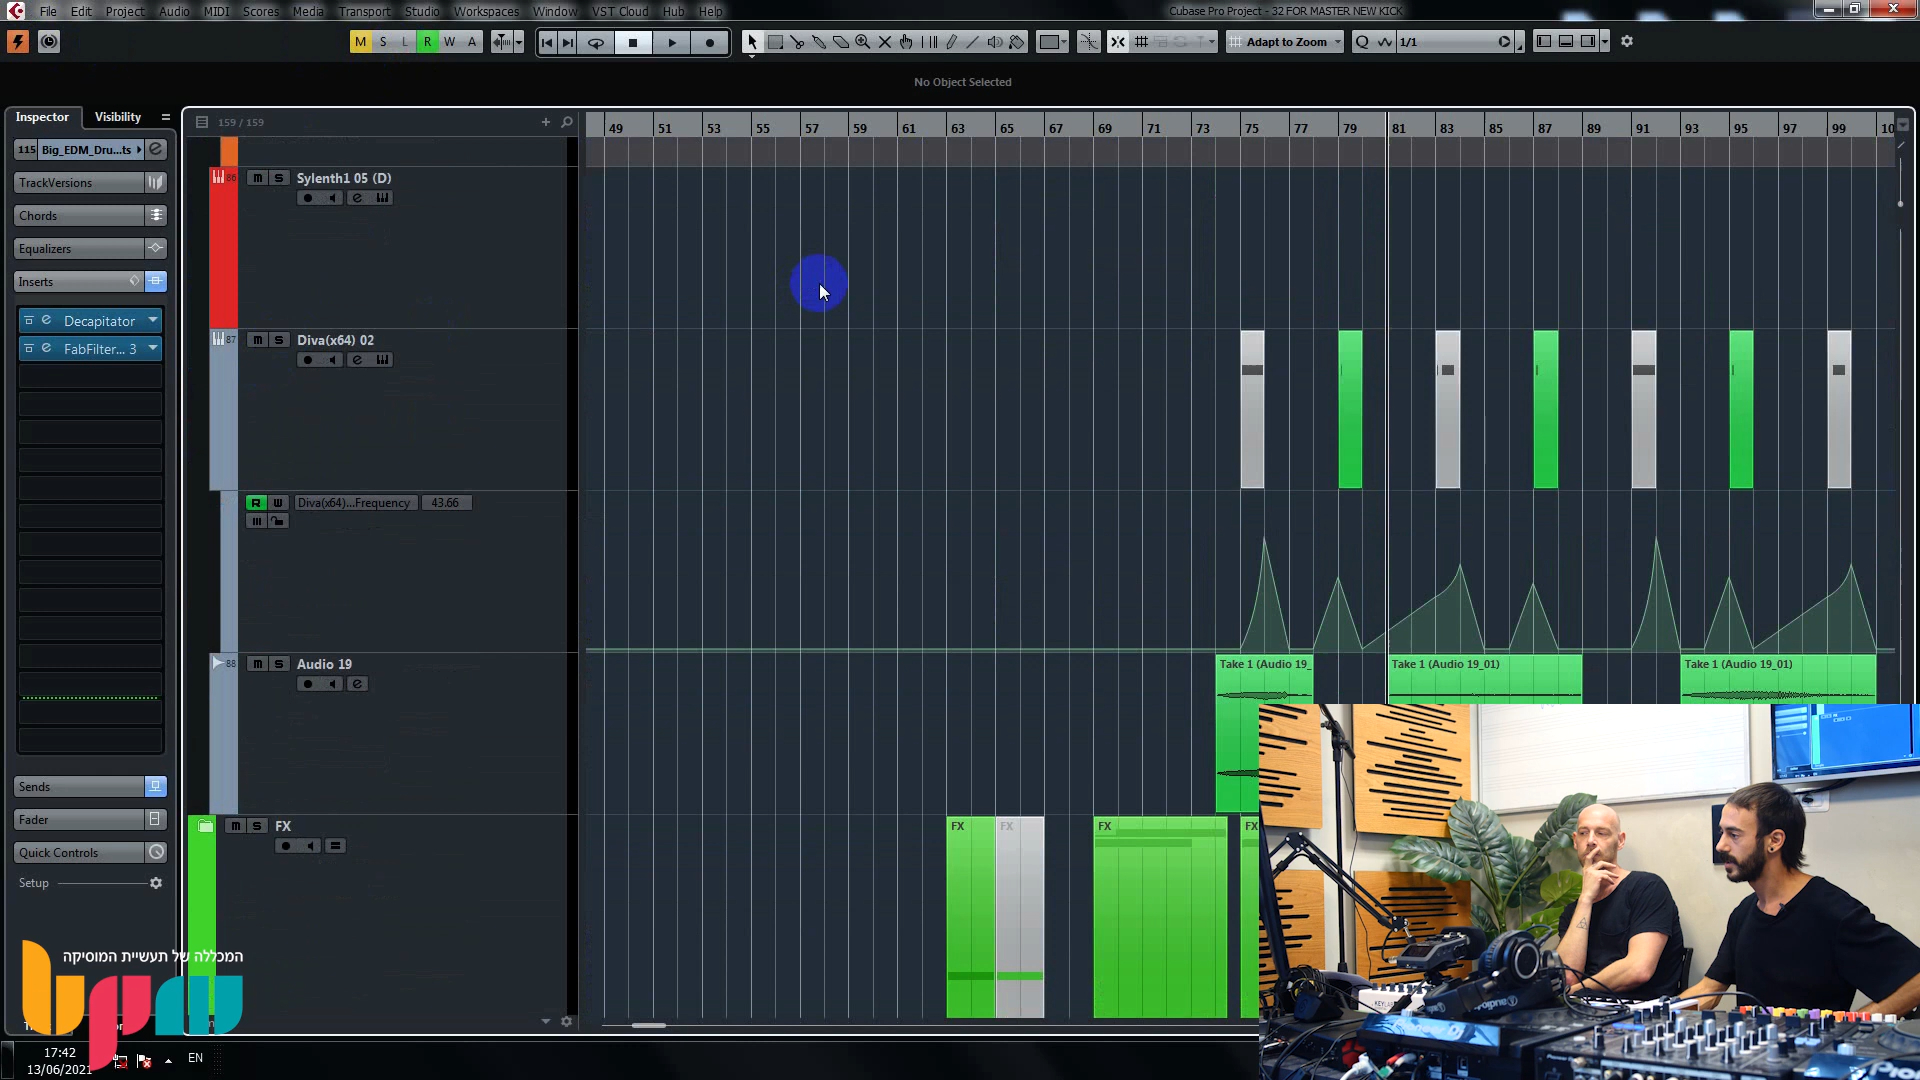 File Edit Project Audio MIDI Scores Media Transport Studio Workspaces Window VST Cloud Hub Help
Cubase Pro Project - 32 FOR MASTER NEW KICK
M S L R W A
Adapt to Zoom
Q 1/1
No Object Selected
Inspector Visibility
159 / 159
49 51 53 55 57 59 61 63 65 67 69 71 73 75 77 79 81 83 85 87 89 91 93 95 97 99 10
115 Big_EDM_Dru...ts
TrackVersions
Chords
Equalizers
Inserts
Decapitator
FabFilter... 3
Sends
Fader
Quick Controls
Setup
86 m S Sylenth1 05 (D)
87 m S Diva(x64) 02
R W Diva(x64)...Frequency 43.66
88 m S Audio 19
Take 1 (Audio 19_
Take 1 (Audio 19_01)
Take 1 (Audio 19_01)
m S FX
FX FX FX FX
המכללה של תעשיית המוסיקה
bpm
17:42
13/06/2021
EN